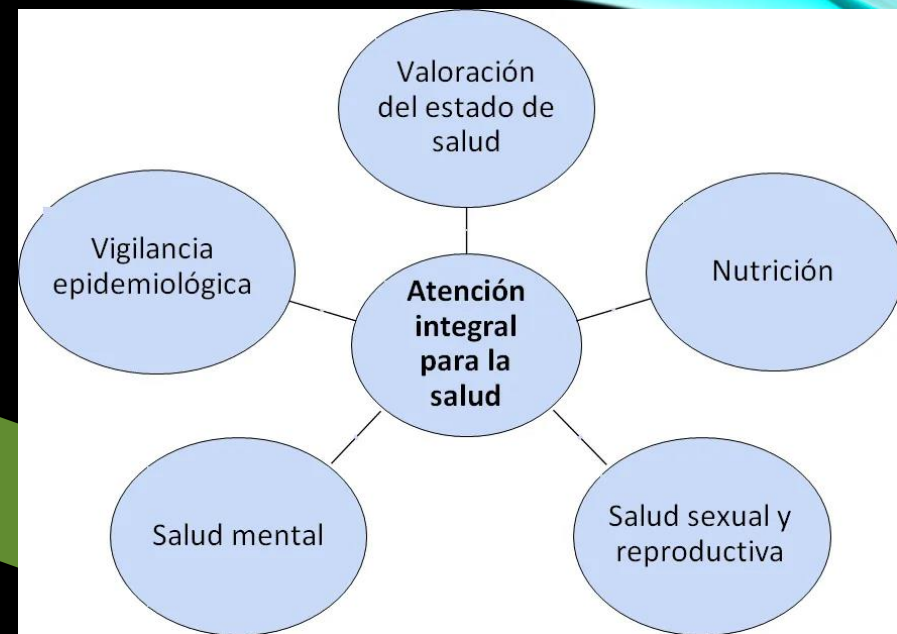 Valoración
del estado de
salud
Vigilancia
epidemiológica
Nutrición
Atención
integral
para la
salud
Salud mental
Salud sexual y
reproductiva